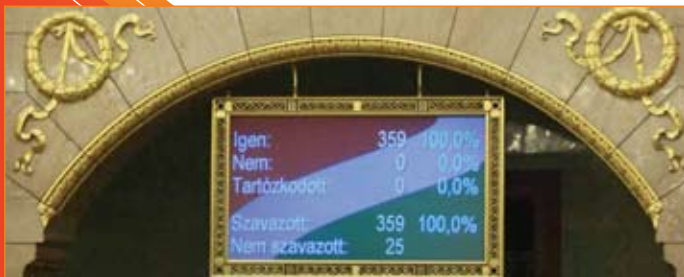 Igen: 359 100,0%
Nem: 0 0,0%
Tartózkodott: 0 0,0%
Szavazott: 359 100,0%
Nem szavazott: 25